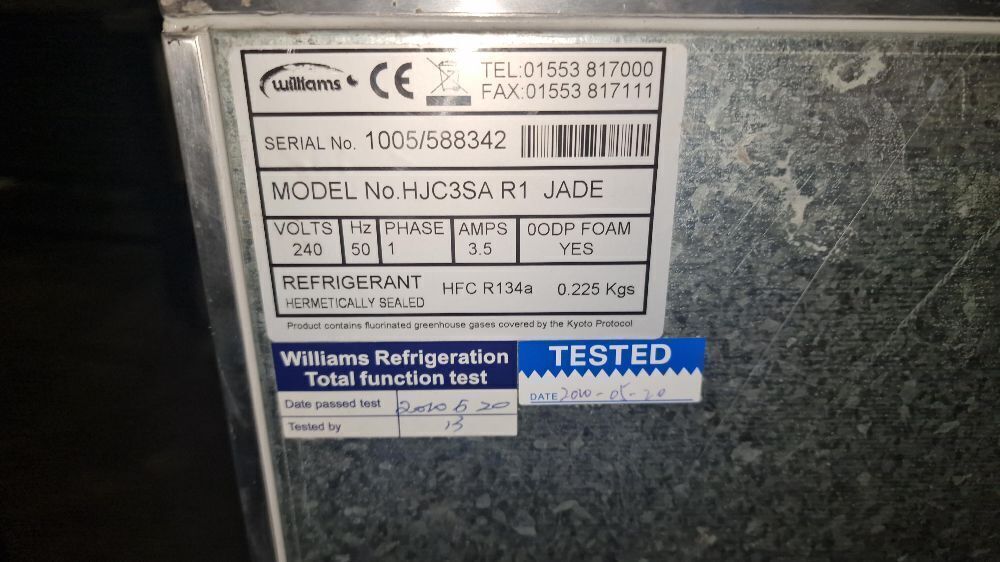 williams CE TEL:01553 817000
FAX:01553 817111
SERIAL No. 1005/588342
MODEL No.HJC3SA R1 JADE
VOLTS Hz PHASE AMPS 0ODP FOAM
240 50 1 3.5 YES
REFRIGERANT HFC R134a 0.225 Kgs
HERMETICALLY SEALED
Product contains fluorinated greenhouse gases covered by the Kyoto Protocol
Williams Refrigeration
Total function test
Date passed test 2010 5 20
Tested by 13
TESTED
DATE 2010-05-20